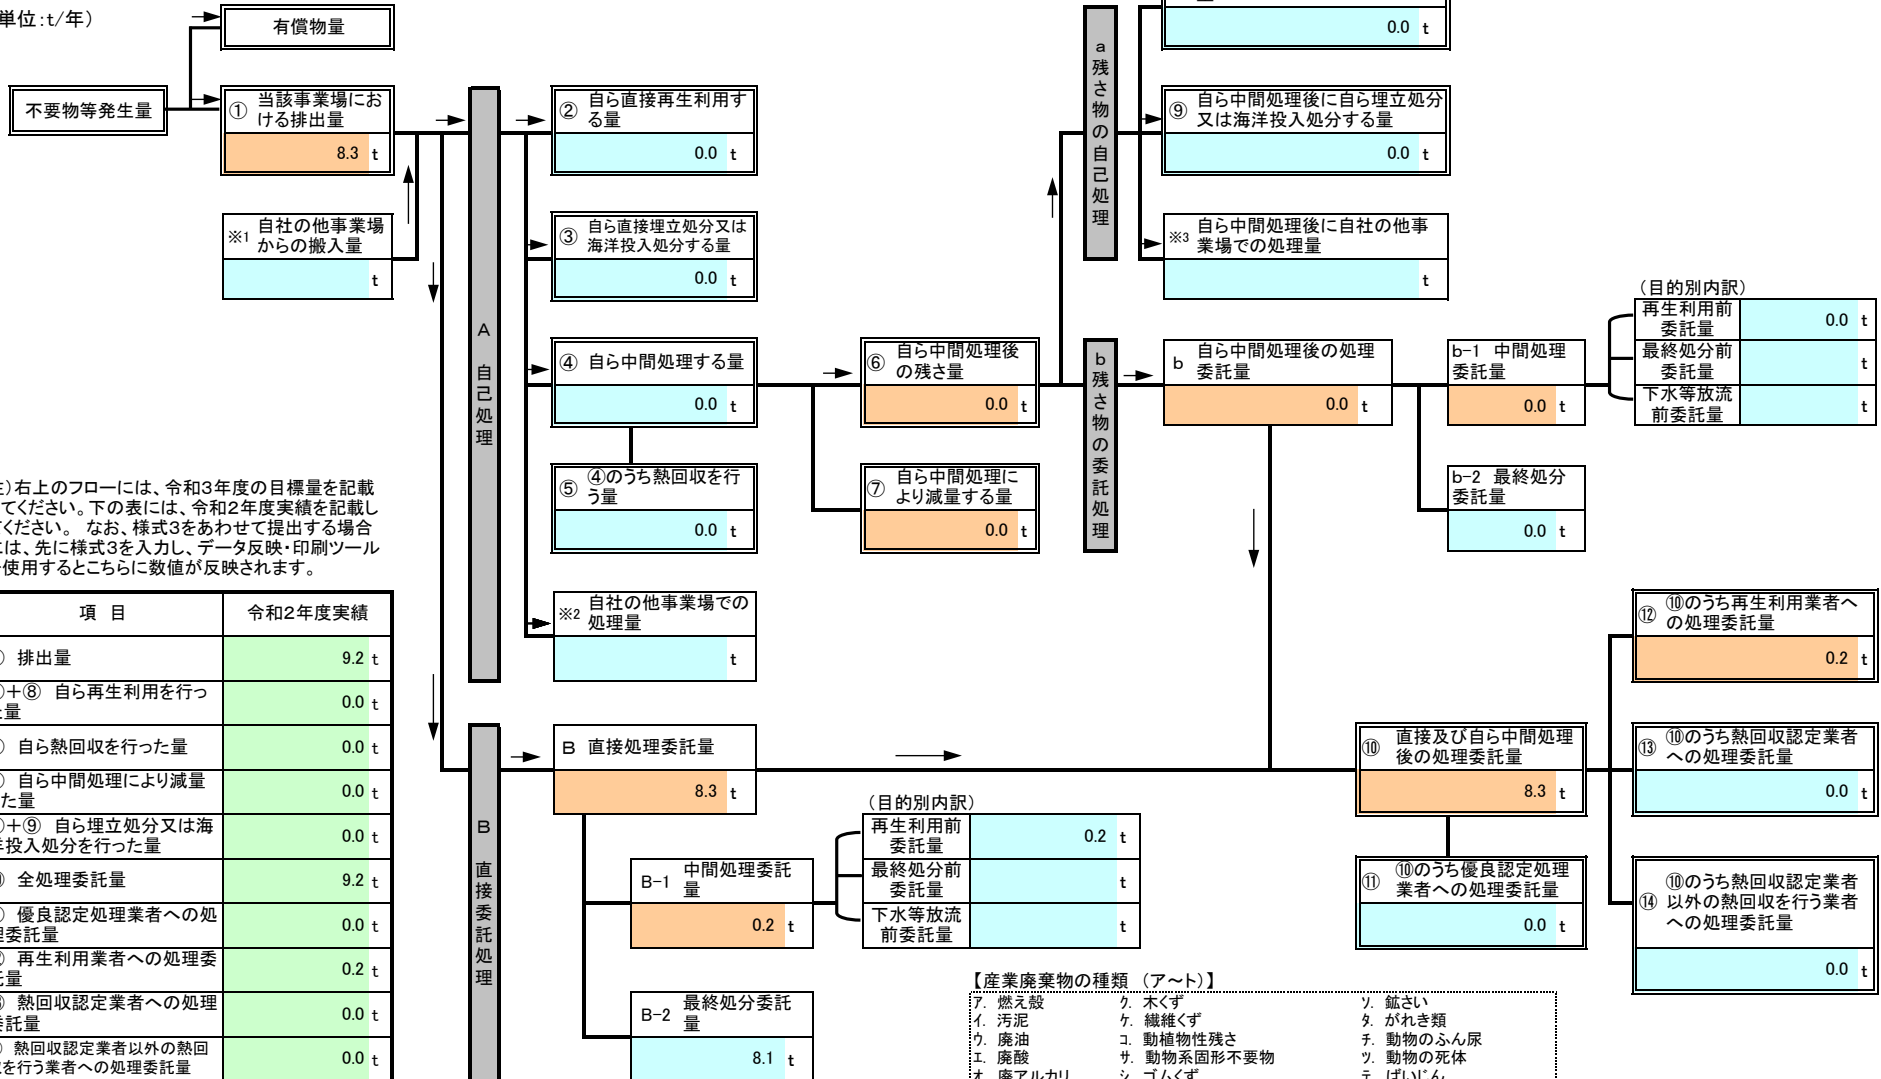 単位:t/年)
有償物量
不要物等発生量
① 当該事業場にお
ける排出量
8.3 t
※1 自社の他事業場
からの搬入量
t
A 自己処理
② 自ら直接再生利用す
る量
0.0 t
③ 自ら直接埋立処分又は
海洋投入処分する量
0.0 t
④ 自ら中間処理する量
0.0 t
⑤ ④のうち熱回収を行
う量
0.0 t
※2 自社の他事業場での
処理量
t
⑥ 自ら中間処理後
の残さ量
0.0 t
⑦ 自ら中間処理に
より減量する量
0.0 t
a 残さ物の自己処理
0.0 t
⑨ 自ら中間処理後に自ら埋立処分
又は海洋投入処分する量
0.0 t
※3 自ら中間処理後に自社の他事
業場での処理量
t
b 残さ物の委託処理
b 自ら中間処理後の処理
委託量
0.0 t
b-1 中間処理
委託量
0.0 t
(目的別内訳)
再生利用前
委託量
0.0 t
最終処分前
委託量
t
下水等放流
前委託量
t
b-2 最終処分
委託量
0.0 t
)右上のフローには、令和3年度の目標量を記載
てください。下の表には、令和2年度実績を記載し
ください。 なお、様式3をあわせて提出する場合
は、先に様式3を入力し、データ反映・印刷ツール
使用するとこちらに数値が反映されます。
項 目 令和2年度実績
) 排出量 9.2 t
)+⑧ 自ら再生利用を行っ
量
0.0 t
) 自ら熱回収を行った量 0.0 t
) 自ら中間処理により減量
た量
0.0 t
)+⑨ 自ら埋立処分又は海
投入処分を行った量
0.0 t
) 全処理委託量 9.2 t
) 優良認定処理業者への処
委託量
0.0 t
) 再生利用業者への処理委
量
0.2 t
) 熱回収認定業者への処理
託量
0.0 t
) 熱回収認定業者以外の熱回
を行う業者への処理委託量
0.0 t
B 直接委託処理
B 直接処理委託量
8.3 t
B-1 中間処理委託
量
0.2 t
(目的別内訳)
再生利用前
委託量
0.2 t
最終処分前
委託量
t
下水等放流
前委託量
t
B-2 最終処分委託
量
8.1 t
⑩ 直接及び自ら中間処理
後の処理委託量
8.3 t
⑪ ⑩のうち優良認定処理
業者への処理委託量
0.0 t
⑫ ⑩のうち再生利用業者へ
の処理委託量
0.2 t
⑬ ⑩のうち熱回収認定業者
への処理委託量
0.0 t
⑭ ⑩のうち熱回収認定業者
以外の熱回収を行う業者
への処理委託量
0.0 t
【産業廃棄物の種類 (ア~ト)】
ア. 燃え殻 ク. 木くず ソ. 鉱さい
イ. 汚泥 ケ. 繊維くず タ. がれき類
ウ. 廃油 コ. 動植物性残さ チ. 動物のふん尿
エ. 廃酸 サ. 動物系固形不要物 ツ. 動物の死体
オ. 廃アルカリ シ. ゴムくず テ. ばいじん